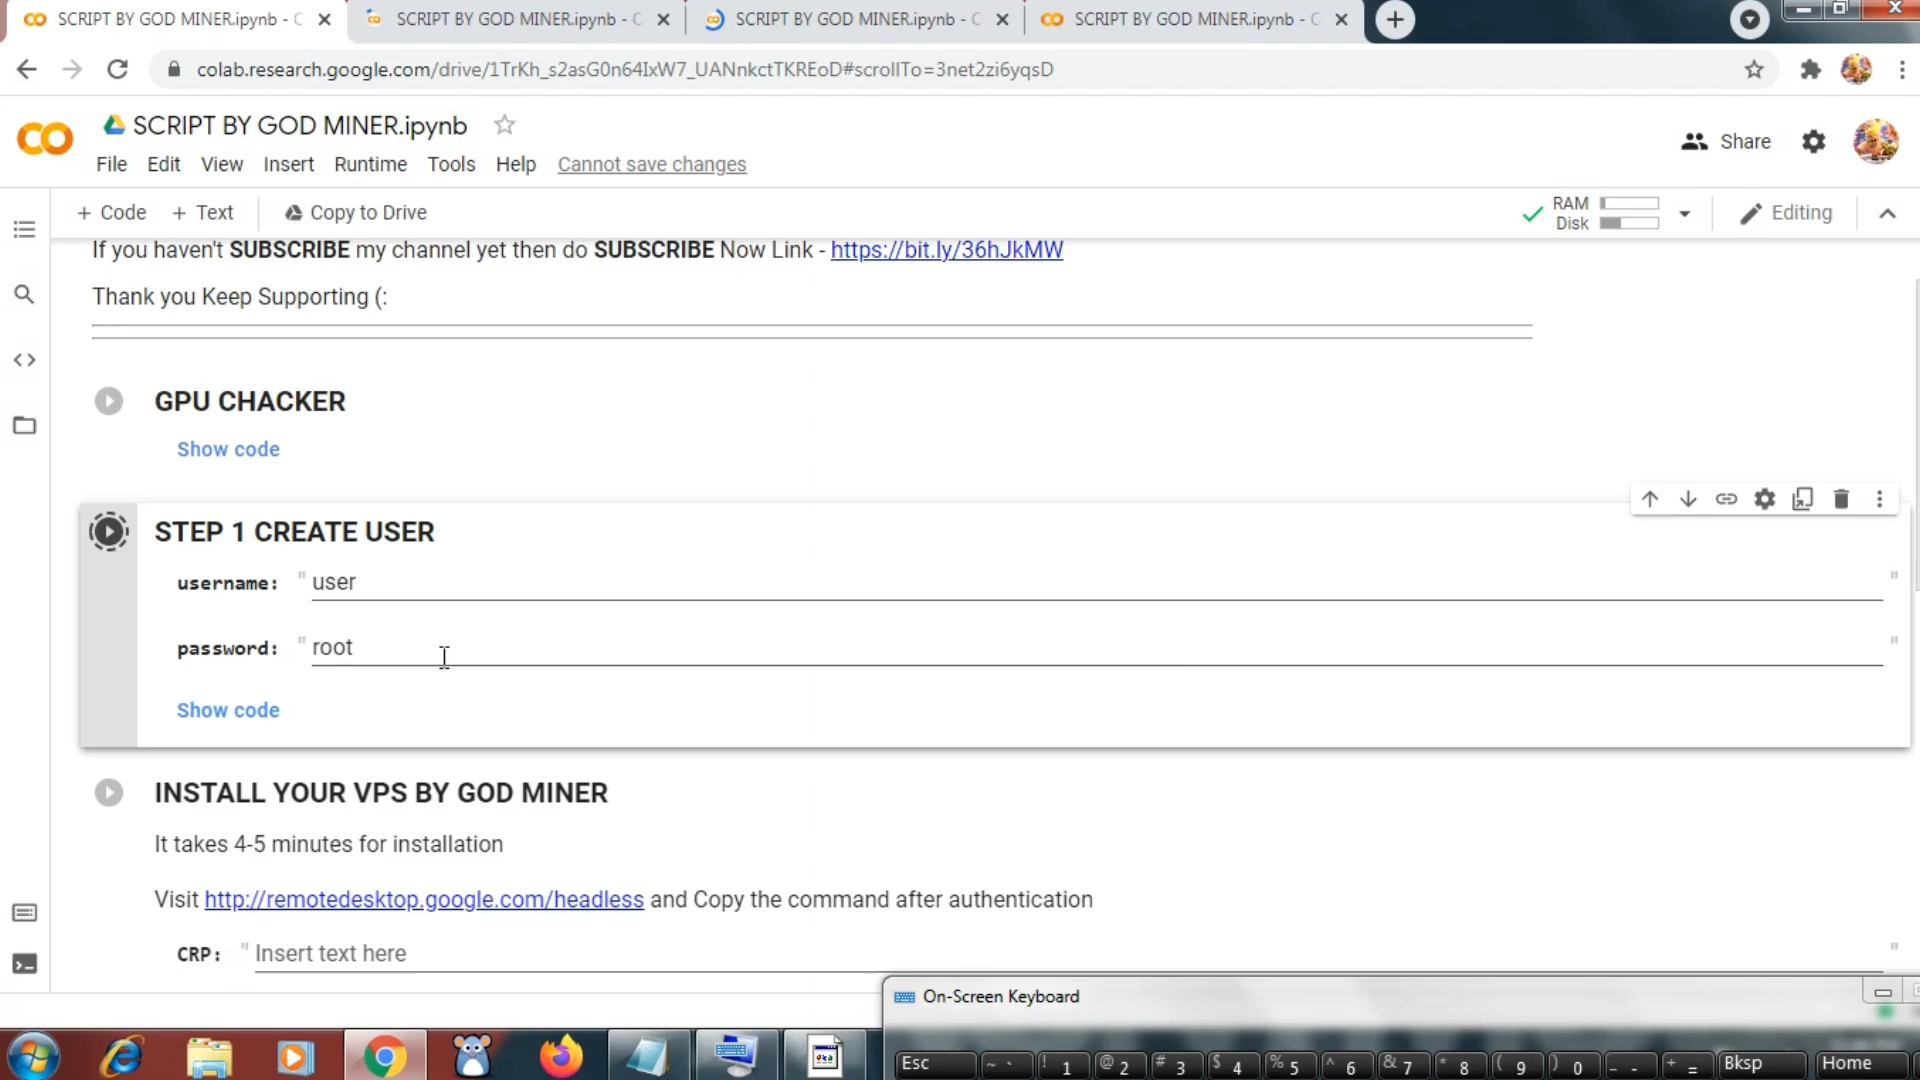 SCRIPT BY GOD MINER.ipynb - C
SCRIPT BY GOD MINER.ipynb - C
SCRIPT BY GOD MINER.ipynb - C
SCRIPT BY GOD MINER.ipynb - C
colab.research.google.com/drive/1TrKh_s2asG0n64IxW7_UANnkctTKREoD#scrollTo=3net2zi6yqsD
SCRIPT BY GOD MINER.ipynb
Share
File Edit View Insert Runtime Tools Help Cannot save changes
+ Code + Text Copy to Drive
RAM
Disk
Editing
If you haven't SUBSCRIBE my channel yet then do SUBSCRIBE Now Link - https://bit.ly/36hJkMW
Thank you Keep Supporting (:
GPU CHACKER
Show code
STEP 1 CREATE USER
username: " user "
password: " root "
Show code
INSTALL YOUR VPS BY GOD MINER
It takes 4-5 minutes for installation
Visit http://remotedesktop.google.com/headless and Copy the command after authentication
CRP: " Insert text here "
On-Screen Keyboard
Esc ~ ` ! 1 @ 2 # 3 $ 4 % 5 ^ 6 & 7 * 8 ( 9 ) 0 _ - + = Bksp Home